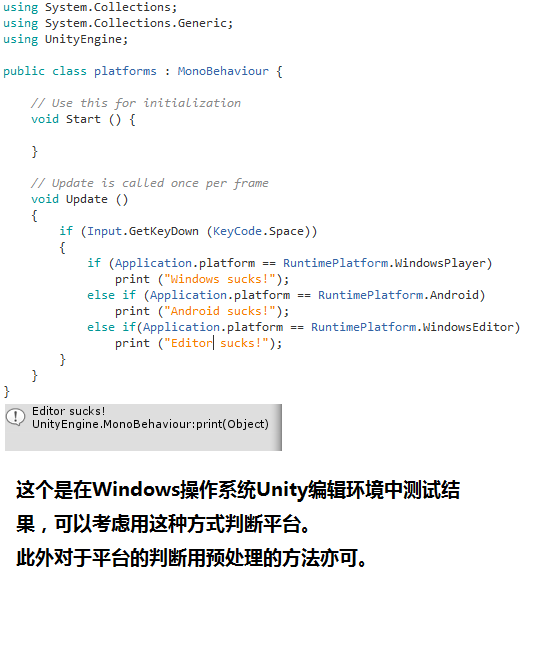 using System.Collections;
using System.Collections.Generic;
using UnityEngine;
public class platforms : MonoBehaviour {
// Use this for initialization
void Start () {
}
// Update is called once per frame
void Update ()
{
if (Input.GetKeyDown (KeyCode.Space))
{
if (Application.platform == RuntimePlatform.WindowsPlayer)
print ("Windows sucks!");
else if (Application.platform == RuntimePlatform.Android)
print ("Android sucks!");
else if(Application.platform == RuntimePlatform.WindowsEditor)
print ("Editor sucks!");
}
}
}
Editor sucks!
UnityEngine.MonoBehaviour:print(Object)
这个是在Windows操作系统Unity编辑环境中测试结
果，可以考虑用这种方式判断平台。
此外对于平台的判断用预处理的方法亦可。